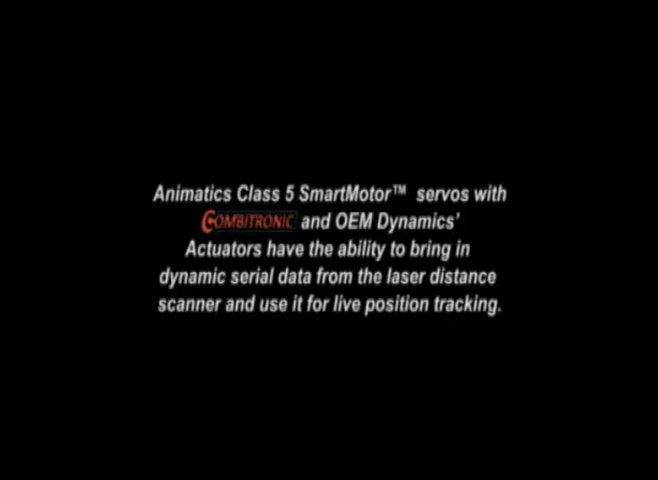 Animatics Class 5 SmartMotor™ servos with
COMBITRONIC and OEM Dynamics'
Actuators have the ability to bring in
dynamic serial data from the laser distance
scanner and use it for live position tracking.